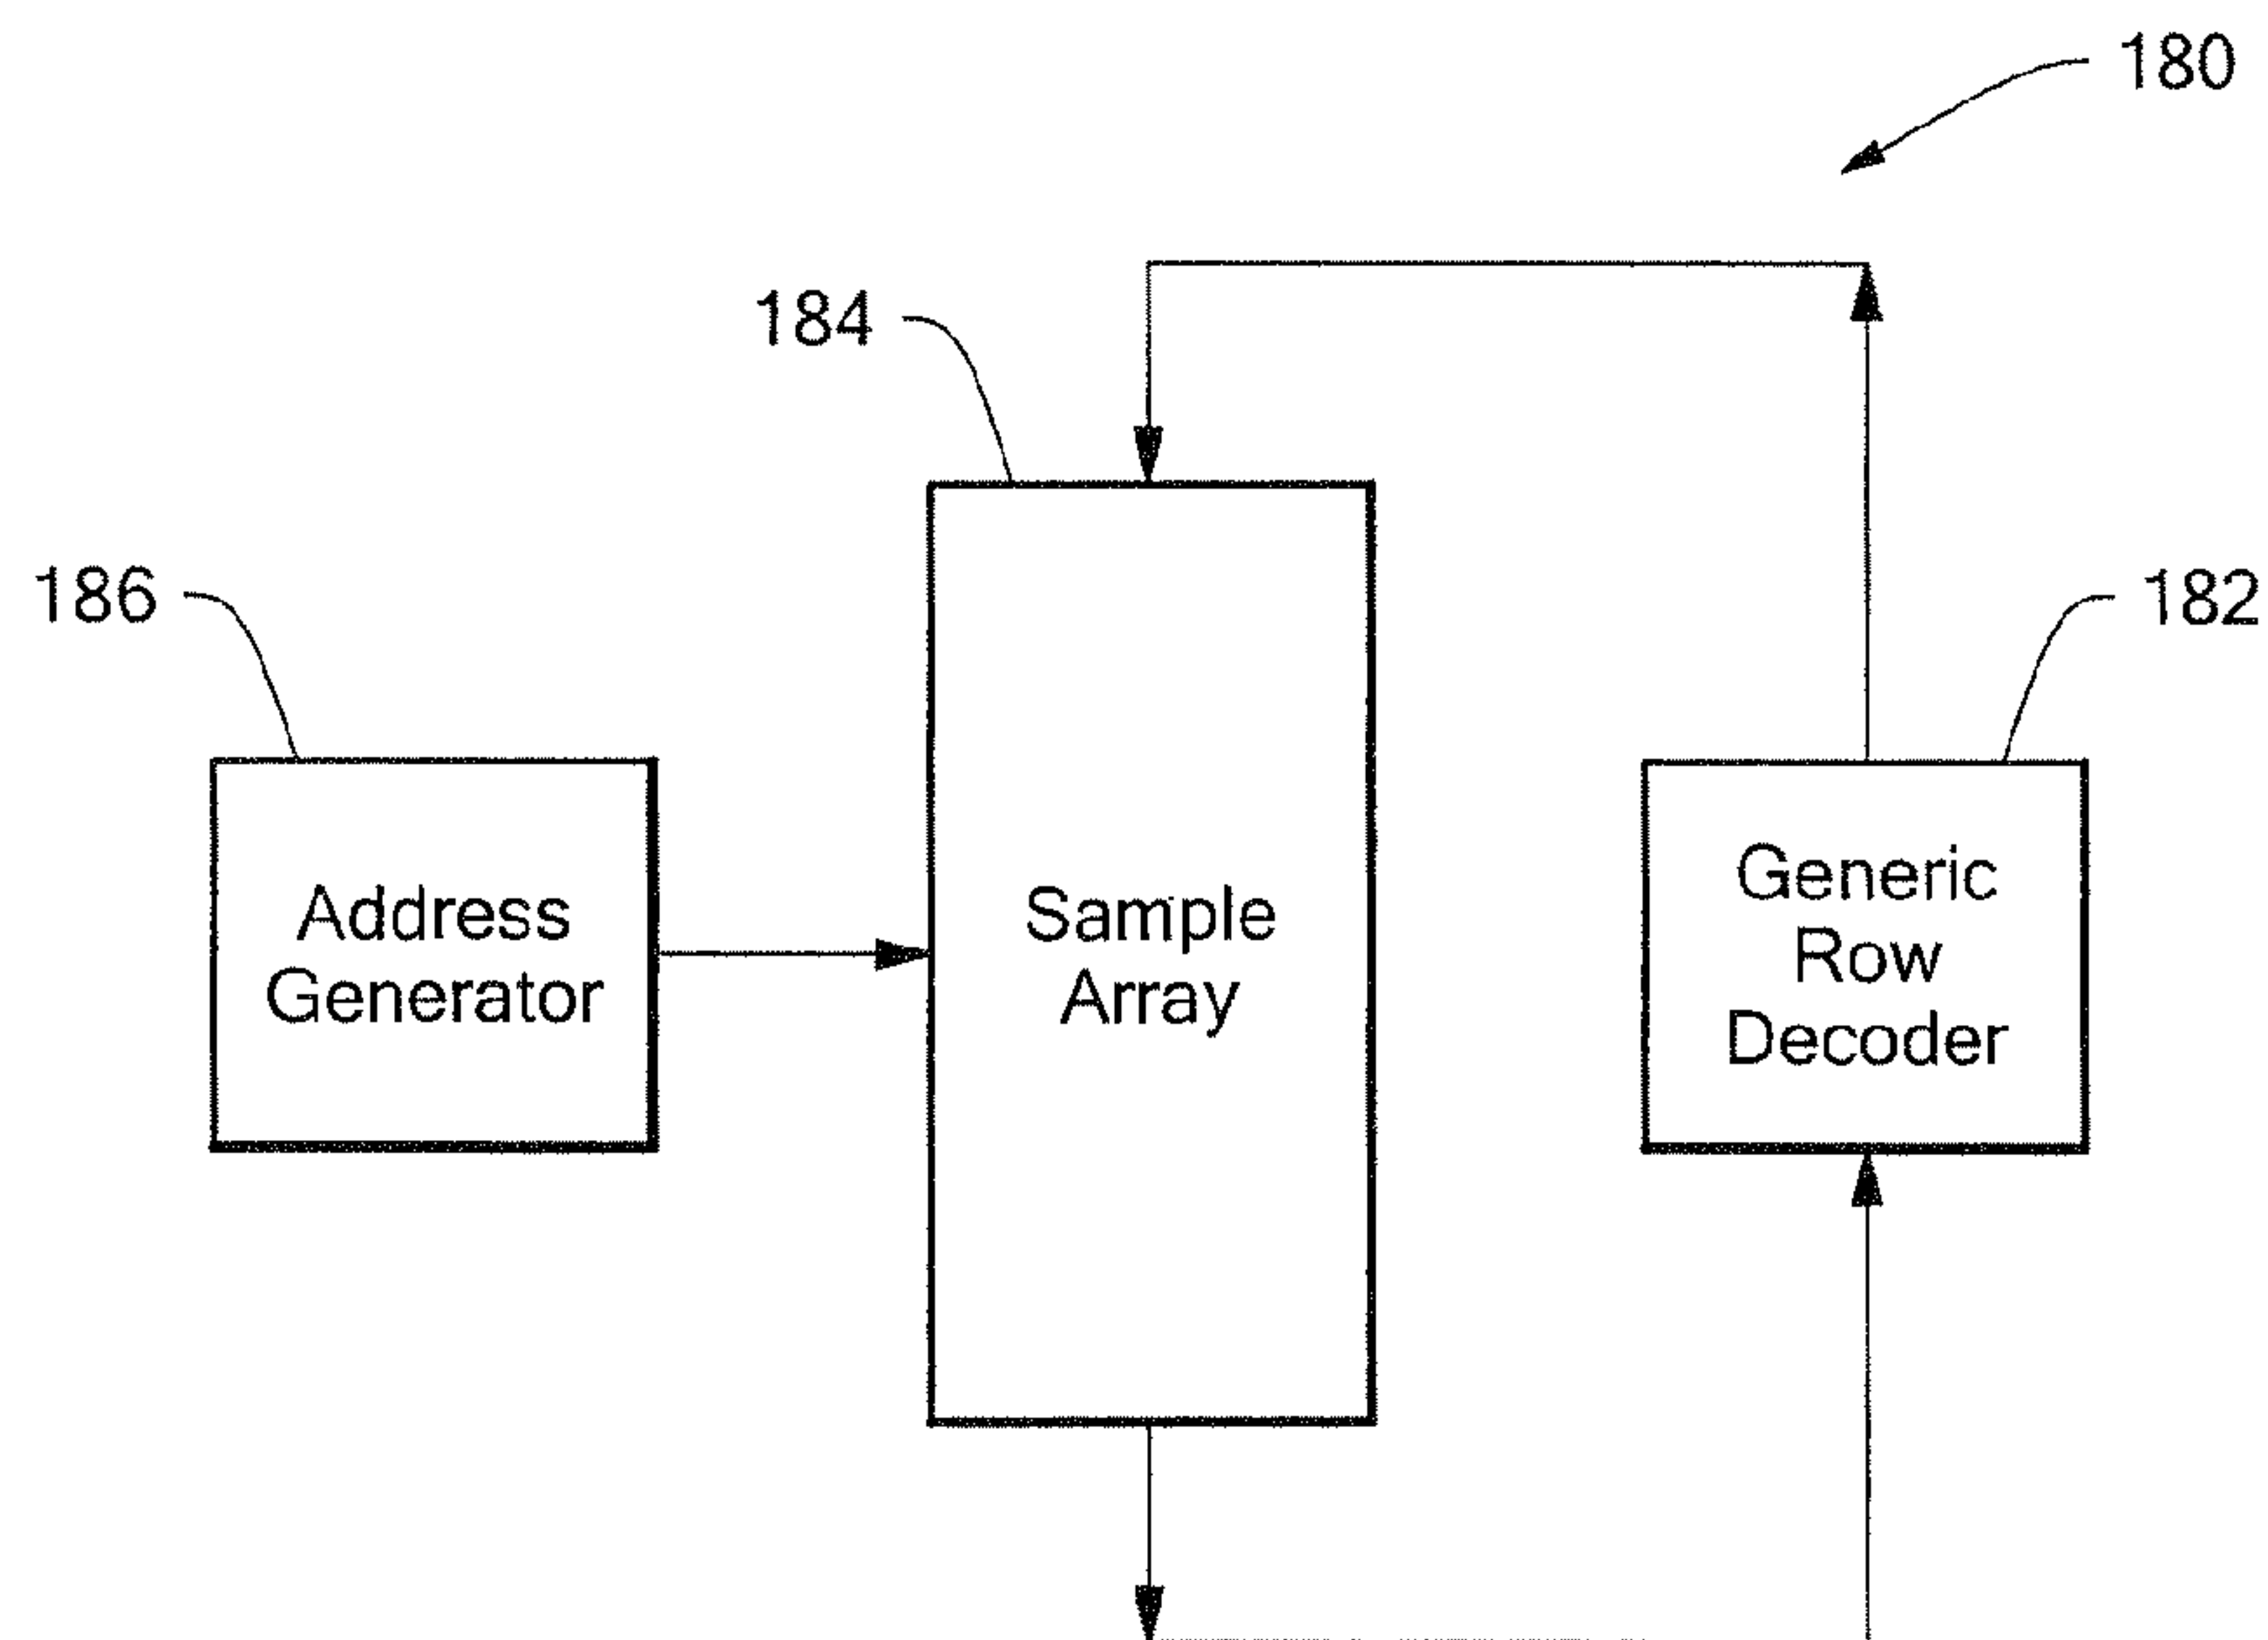 180
184
186
182
Address
Generator
Sample
Array
Generic
Row
Decoder